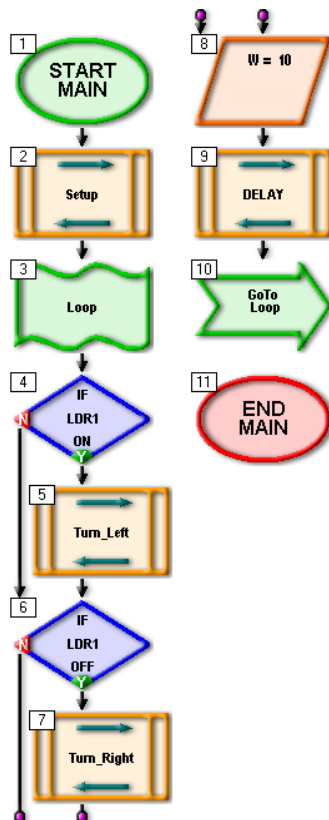 1
START
MAIN
2
Setup
3
Loop
4
IF
LDR1
ON
N
Y
5
Turn_Left
6
IF
LDR1
OFF
N
Y
7
Turn_Right
8
W = 10
9
DELAY
10
GoTo
Loop
11
END
MAIN